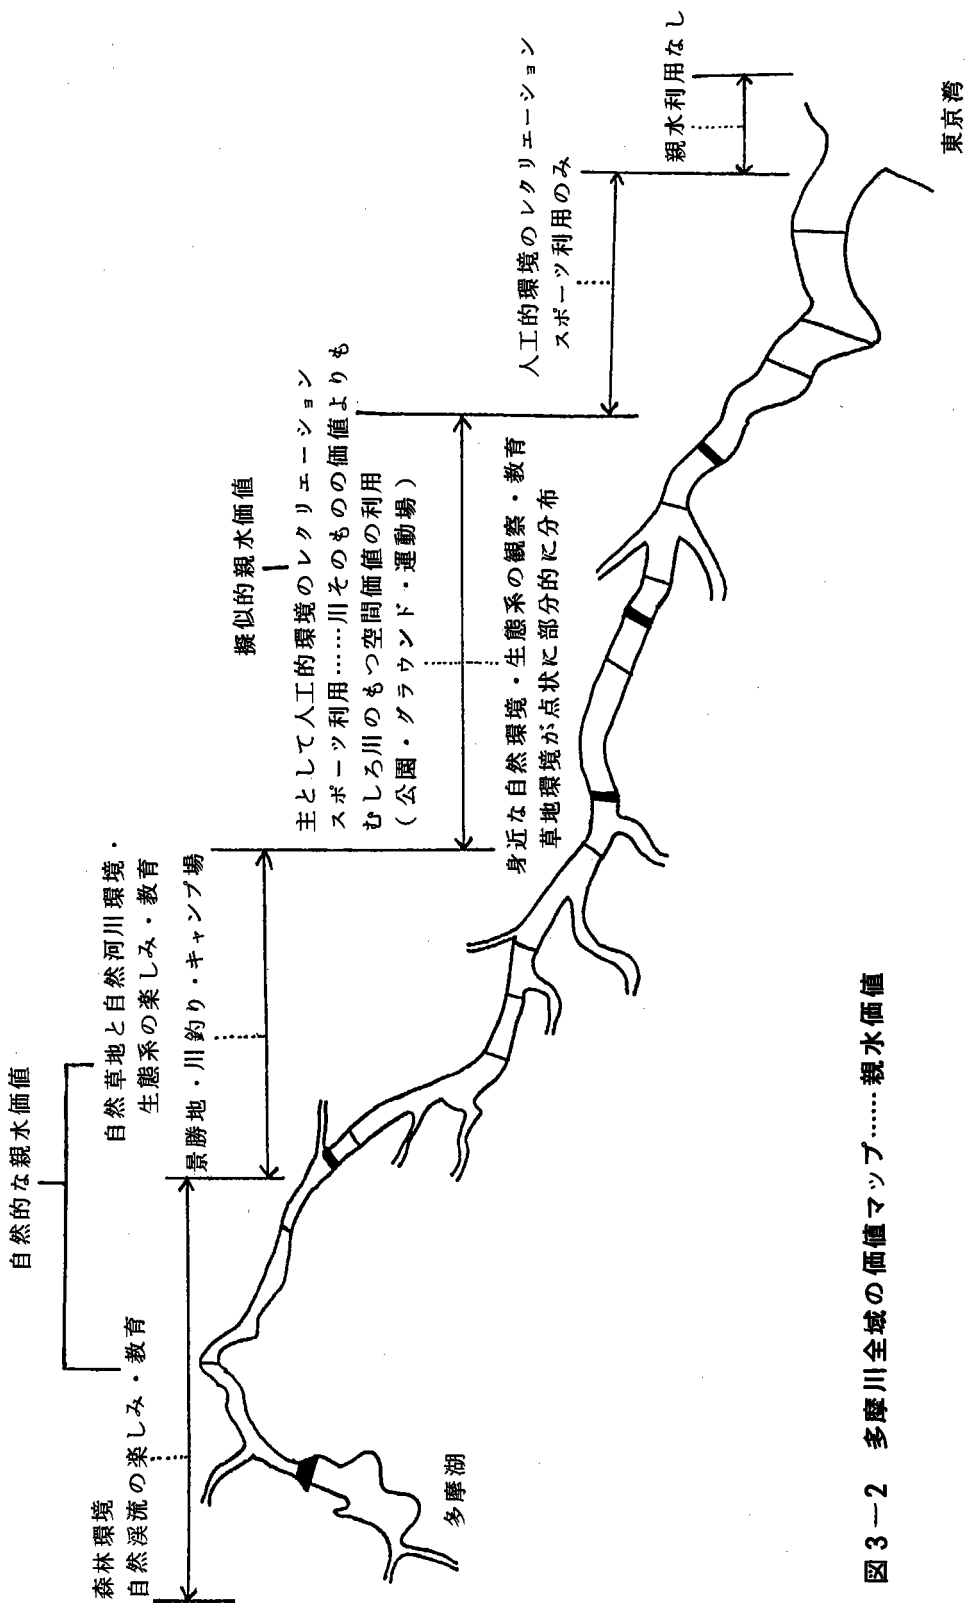 自然的な親水価値
森林環境
自然渓流の楽しみ・教育
自然草地と自然河川環境・
生態系の楽しみ・教育
景勝地・川釣り・キャンプ場
擬似的親水価値
主として人工的環境のレクリエーション
スポーツ利用……川そのものの価値よりも
むしろ川のもつ空間価値の利用
(公園・グラウンド・運動場)
身近な自然環境・生態系の観察・教育
草地環境が点状に部分的に分布
人工的環境のレクリエーション
スポーツ利用のみ
親水利用なし
多摩湖
東京湾
図3-2 多摩川全域の価値マップ……親水価値